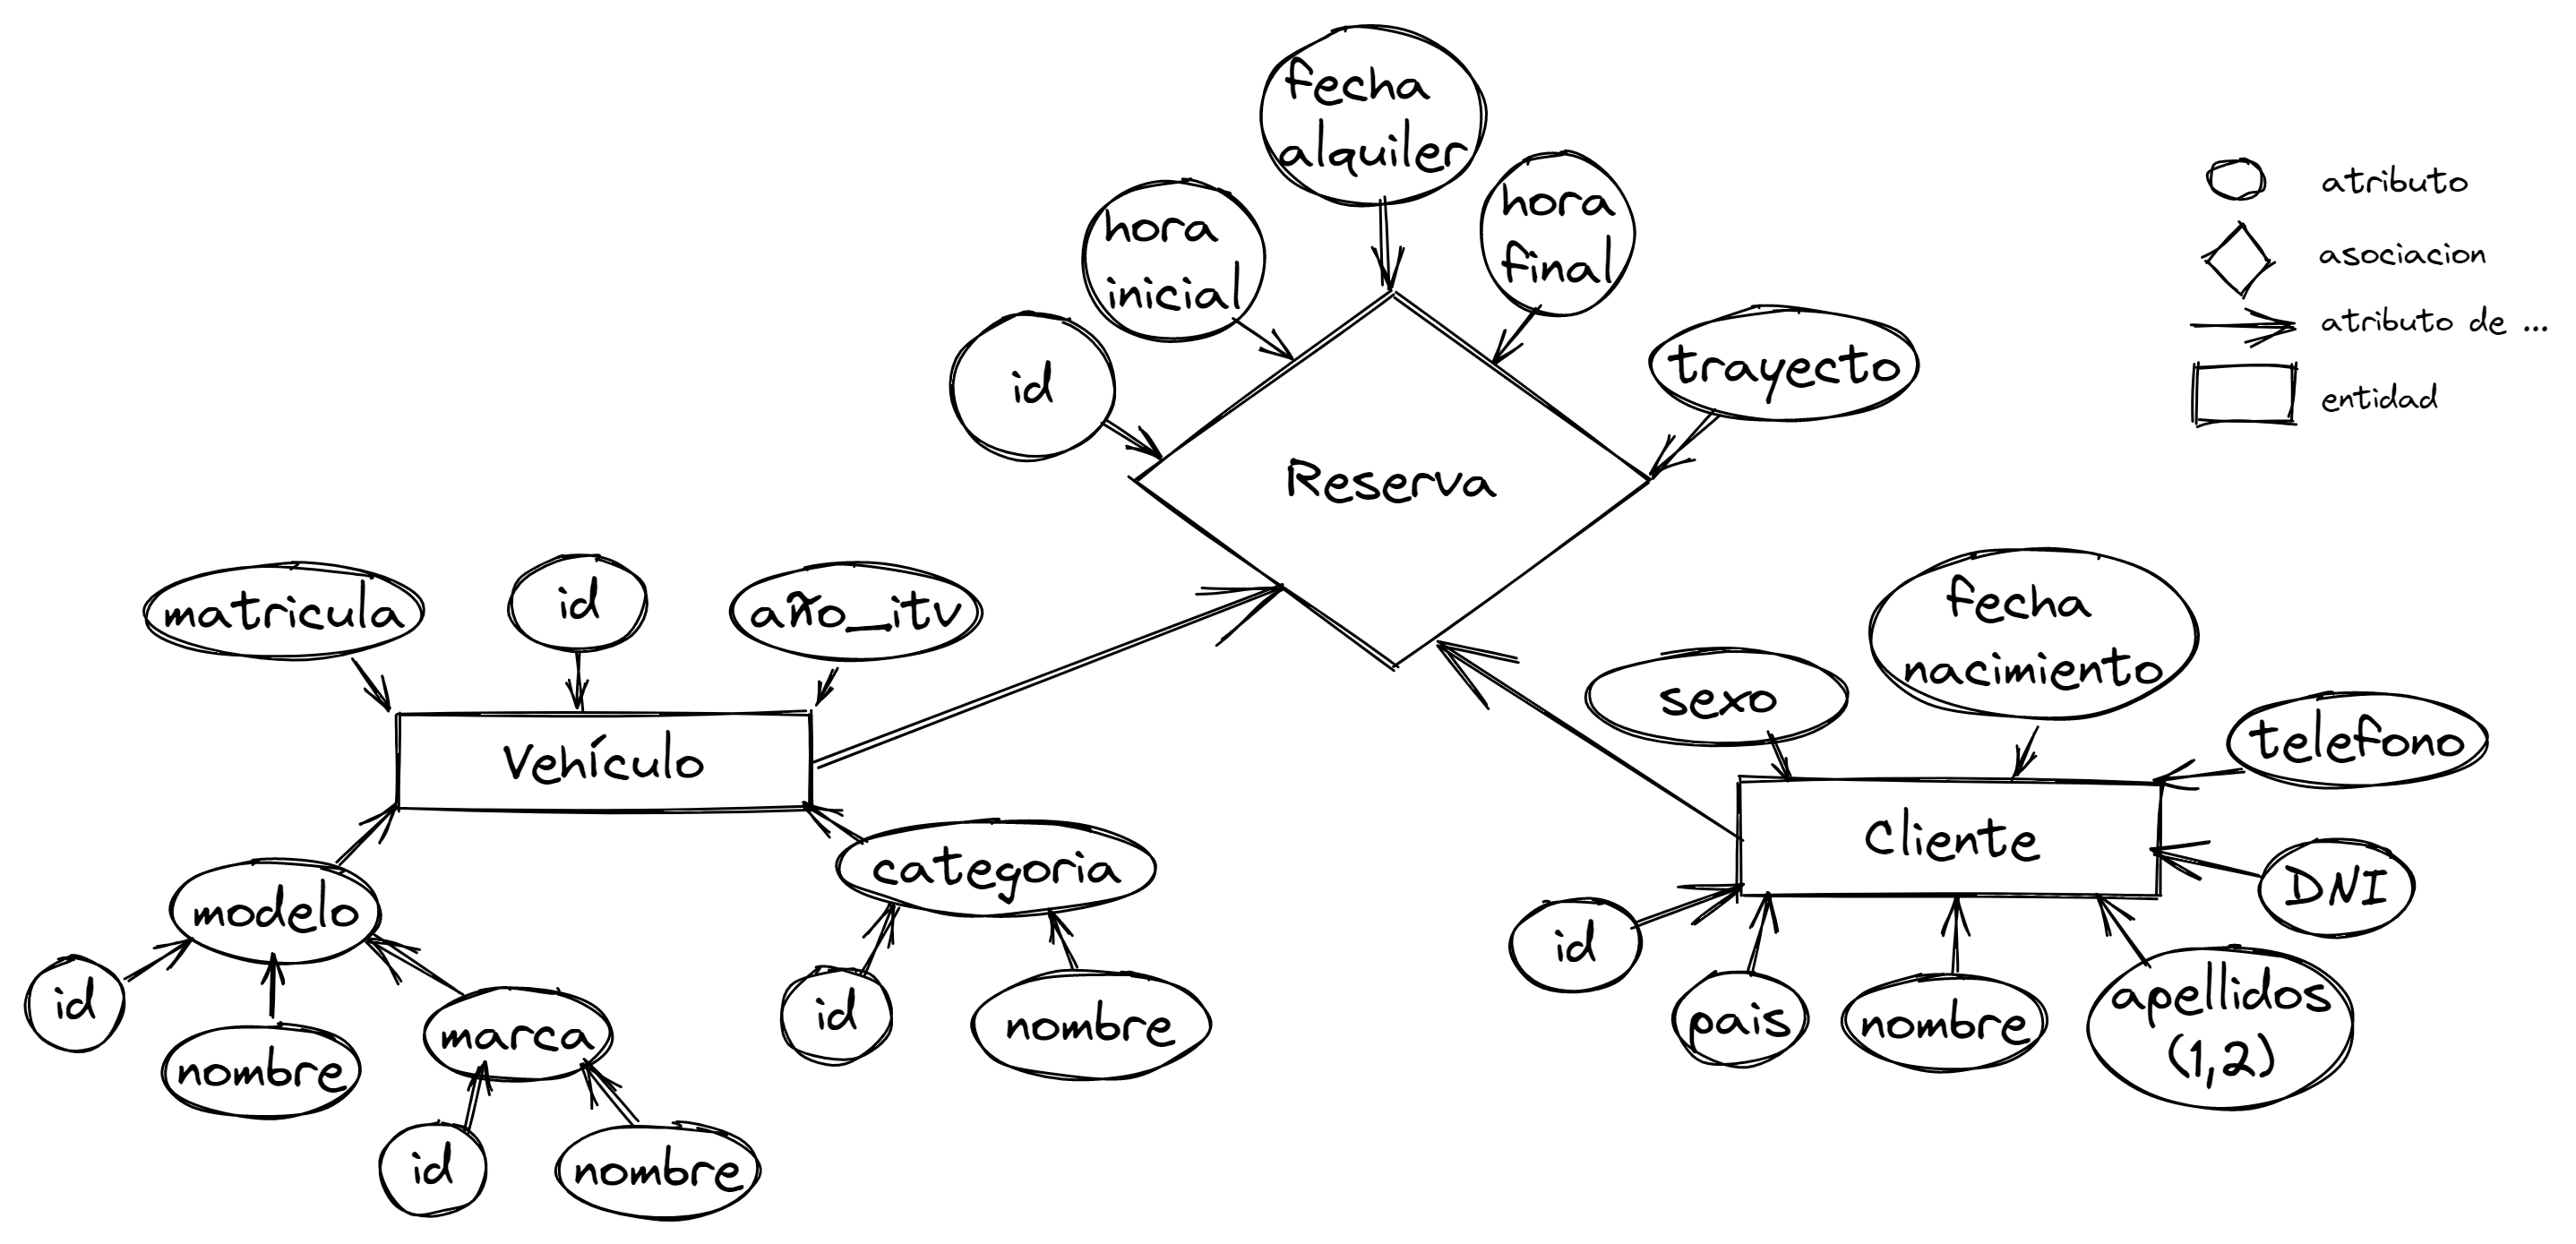 fecha
alquiler
hora
inicial
hora
final
id
trayecto
Reserva
atributo
asociacion
atributo de ...
entidad
matricula
id
año_itv
Vehículo
modelo
id
nombre
marca
id
nombre
categoria
id
nombre
sexo
fecha
nacimiento
telefono
Cliente
DNI
id
pais
nombre
apellidos
(1,2)